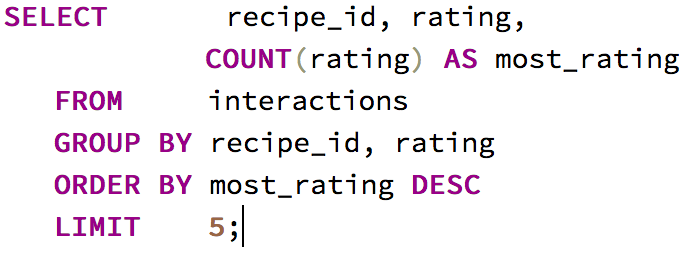 SELECT recipe_id, rating,
COUNT(rating) AS most_rating
FROM interactions
GROUP BY recipe_id, rating
ORDER BY most_rating DESC
LIMIT 5;